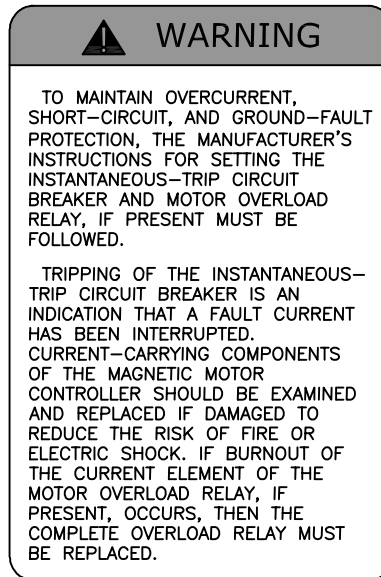 WARNING
TO MAINTAIN OVERCURRENT,
SHORT-CIRCUIT, AND GROUND-FAULT
PROTECTION, THE MANUFACTURER'S
INSTRUCTIONS FOR SETTING THE
INSTANTANEOUS-TRIP CIRCUIT
BREAKER AND MOTOR OVERLOAD
RELAY, IF PRESENT MUST BE
FOLLOWED.
TRIPPING OF THE INSTANTANEOUS-
TRIP CIRCUIT BREAKER IS AN
INDICATION THAT A FAULT CURRENT
HAS BEEN INTERRUPTED.
CURRENT-CARRYING COMPONENTS
OF THE MAGNETIC MOTOR
CONTROLLER SHOULD BE EXAMINED
AND REPLACED IF DAMAGED TO
REDUCE THE RISK OF FIRE OR
ELECTRIC SHOCK. IF BURNOUT OF
THE CURRENT ELEMENT OF THE
MOTOR OVERLOAD RELAY, IF
PRESENT, OCCURS, THEN THE
COMPLETE OVERLOAD RELAY MUST
BE REPLACED.